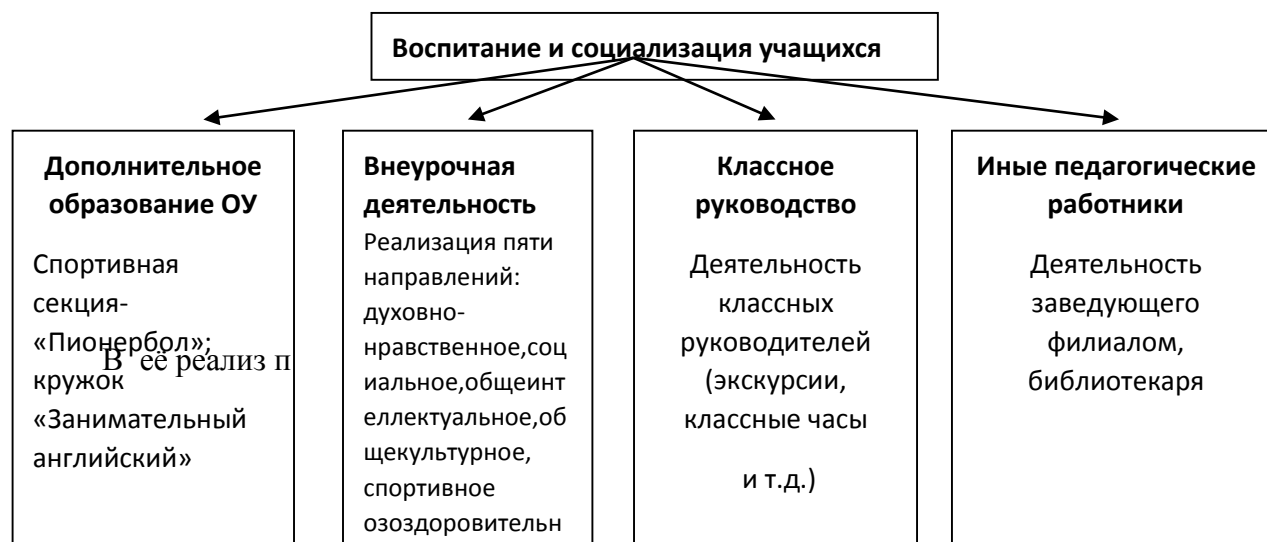 Воспитание и социализация учащихся
Дополнительное
образование ОУ
Спортивная
секция-
«Пионербол»;
В её реализ п
кружок
«Занимательный
английский»
Внеурочная
деятельность
Реализация пяти
направлений:
духовно-
нравственное,соц
иальное,общеинт
еллектуальное,об
щекультурное,
спортивное
озоздоровительн
Классное
руководство
Деятельность
классных
руководителей
(экскурсии,
классные часы
и т.д.)
Иные педагогические
работники
Деятельность
заведующего
филиалом,
библиотекаря